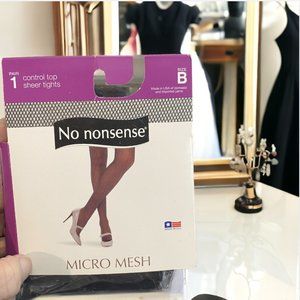 1 PAIR
control top
sheer tights
SIZE
B
Made in USA of domestic
and imported yarns
No nonsense®
MICRO MESH